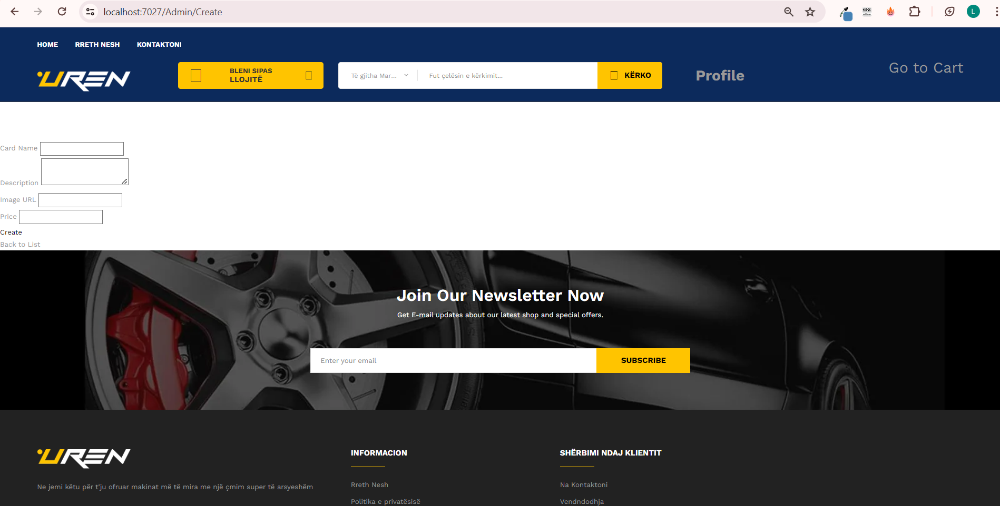 localhost:7027/Admin/Create
1PX
L
HOME RRETH NESH KONTAKTONI
UREN
BLENI SIPAS
LLOJITË
Të gjitha Mar...
Fut çelësin e kërkimit...
KËRKO
Profile
Go to Cart
Card Name
Description
Image URL
Price
Create
Back to List
Join Our Newsletter Now
Get E-mail updates about our latest shop and special offers.
Enter your email
SUBSCRIBE
UREN
Ne jemi këtu për t'ju ofruar makinat më të mira me një çmim super të arsyeshëm
INFORMACION
Rreth Nesh
Politika e privatësisë
SHËRBIMI NDAJ KLIENTIT
Na Kontaktoni
Vendndodhja